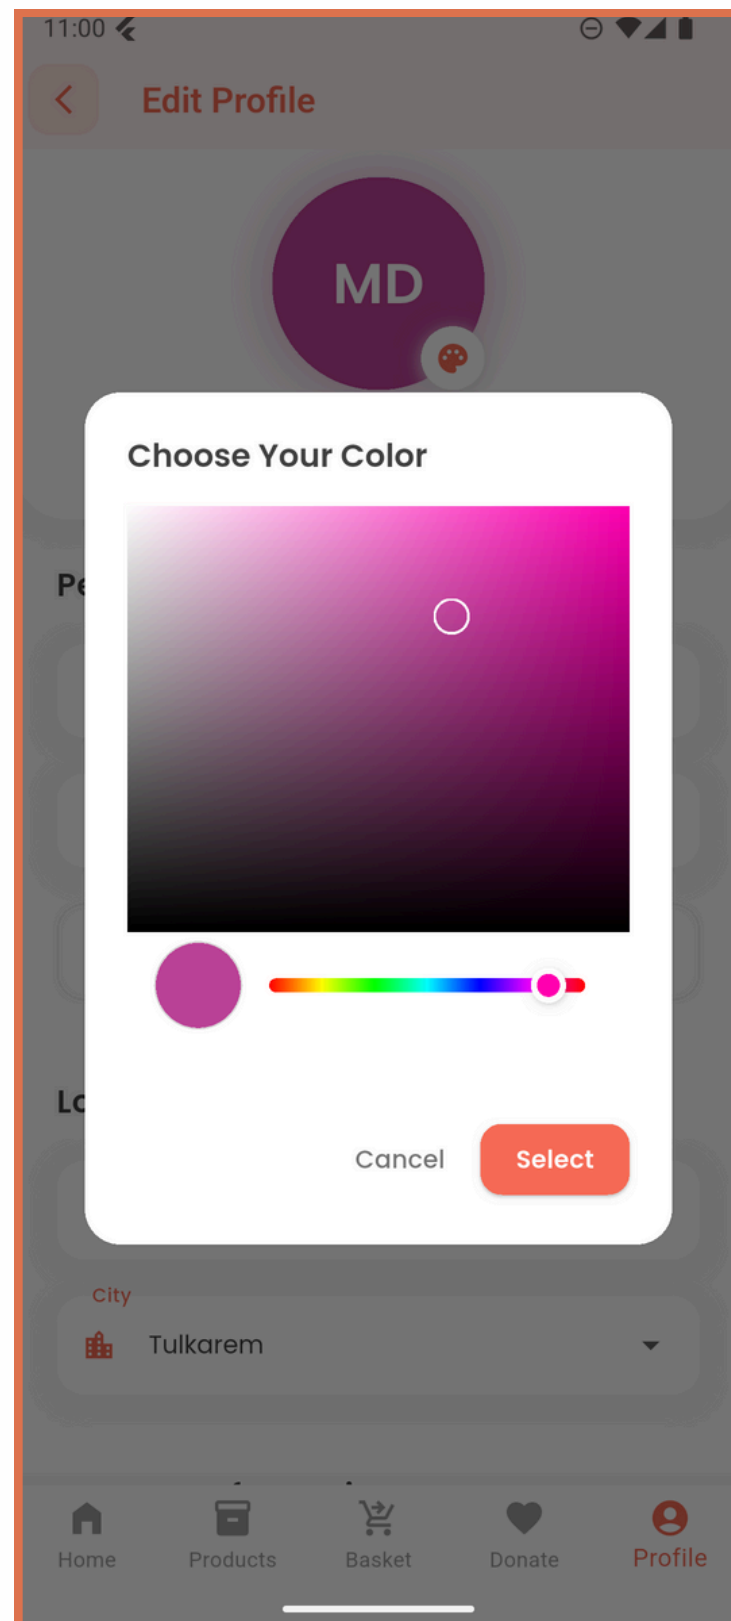 11:00
Edit Profile
MD
Choose Your Color
Cancel
Select
City
Tulkarem
Home
Products
Basket
Donate
Profile